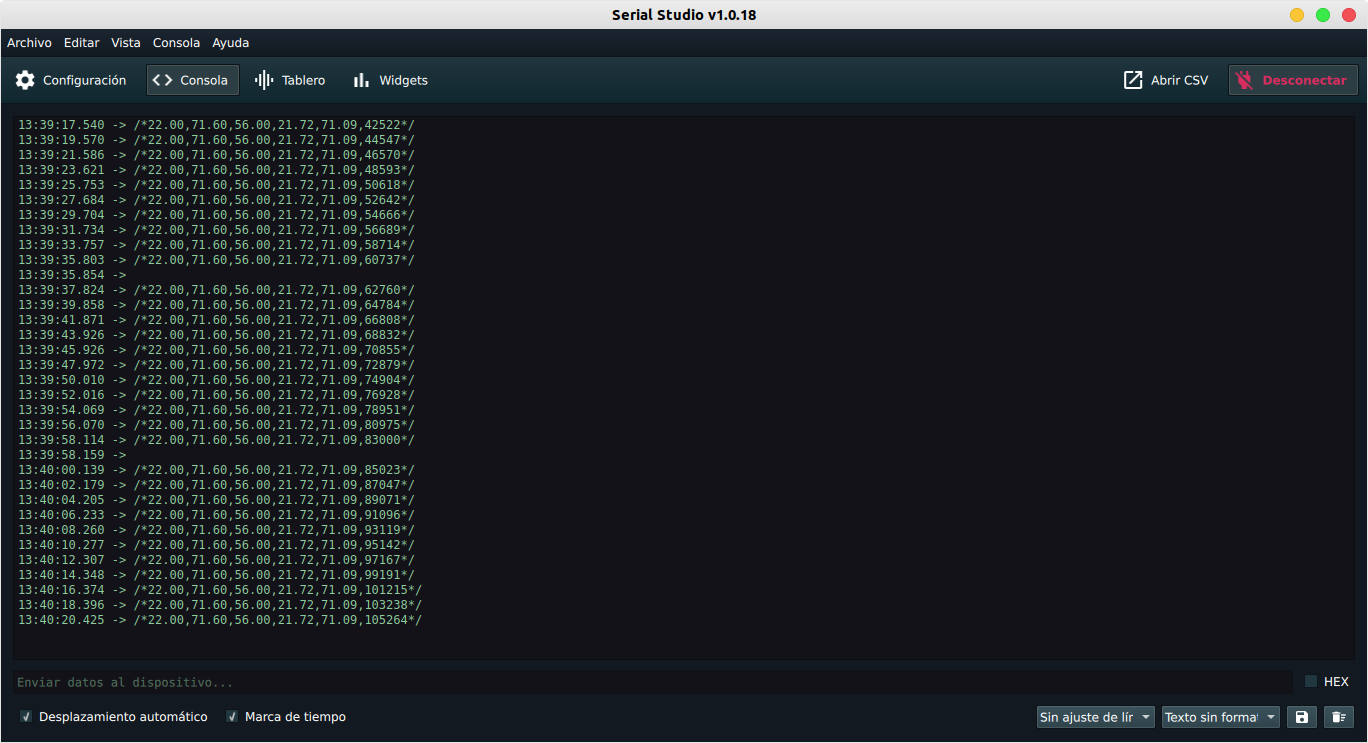 Serial Studio v1.0.18
Archivo Editar Vista Consola Ayuda
Configuración Consola Tablero Widgets Abrir CSV Desconectar
13:39:17.540 -> /*22.00,71.60,56.00,21.72,71.09,42522*/
13:39:19.570 -> /*22.00,71.60,56.00,21.72,71.09,44547*/
13:39:21.586 -> /*22.00,71.60,56.00,21.72,71.09,46570*/
13:39:23.621 -> /*22.00,71.60,56.00,21.72,71.09,48593*/
13:39:25.753 -> /*22.00,71.60,56.00,21.72,71.09,50618*/
13:39:27.684 -> /*22.00,71.60,56.00,21.72,71.09,52642*/
13:39:29.704 -> /*22.00,71.60,56.00,21.72,71.09,54666*/
13:39:31.734 -> /*22.00,71.60,56.00,21.72,71.09,56689*/
13:39:33.757 -> /*22.00,71.60,56.00,21.72,71.09,58714*/
13:39:35.803 -> /*22.00,71.60,56.00,21.72,71.09,60737*/
13:39:35.854 ->
13:39:37.824 -> /*22.00,71.60,56.00,21.72,71.09,62760*/
13:39:39.858 -> /*22.00,71.60,56.00,21.72,71.09,64784*/
13:39:41.871 -> /*22.00,71.60,56.00,21.72,71.09,66808*/
13:39:43.926 -> /*22.00,71.60,56.00,21.72,71.09,68832*/
13:39:45.926 -> /*22.00,71.60,56.00,21.72,71.09,70855*/
13:39:47.972 -> /*22.00,71.60,56.00,21.72,71.09,72879*/
13:39:50.010 -> /*22.00,71.60,56.00,21.72,71.09,74904*/
13:39:52.016 -> /*22.00,71.60,56.00,21.72,71.09,76928*/
13:39:54.069 -> /*22.00,71.60,56.00,21.72,71.09,78951*/
13:39:56.070 -> /*22.00,71.60,56.00,21.72,71.09,80975*/
13:39:58.114 -> /*22.00,71.60,56.00,21.72,71.09,83000*/
13:39:58.159 ->
13:40:00.139 -> /*22.00,71.60,56.00,21.72,71.09,85023*/
13:40:02.179 -> /*22.00,71.60,56.00,21.72,71.09,87047*/
13:40:04.205 -> /*22.00,71.60,56.00,21.72,71.09,89071*/
13:40:06.233 -> /*22.00,71.60,56.00,21.72,71.09,91096*/
13:40:08.260 -> /*22.00,71.60,56.00,21.72,71.09,93119*/
13:40:10.277 -> /*22.00,71.60,56.00,21.72,71.09,95142*/
13:40:12.307 -> /*22.00,71.60,56.00,21.72,71.09,97167*/
13:40:14.348 -> /*22.00,71.60,56.00,21.72,71.09,99191*/
13:40:16.374 -> /*22.00,71.60,56.00,21.72,71.09,101215*/
13:40:18.396 -> /*22.00,71.60,56.00,21.72,71.09,103238*/
13:40:20.425 -> /*22.00,71.60,56.00,21.72,71.09,105264*/
Enviar datos al dispositivo... HEX
Desplazamiento automático Marca de tiempo Sin ajuste de lír Texto sin format